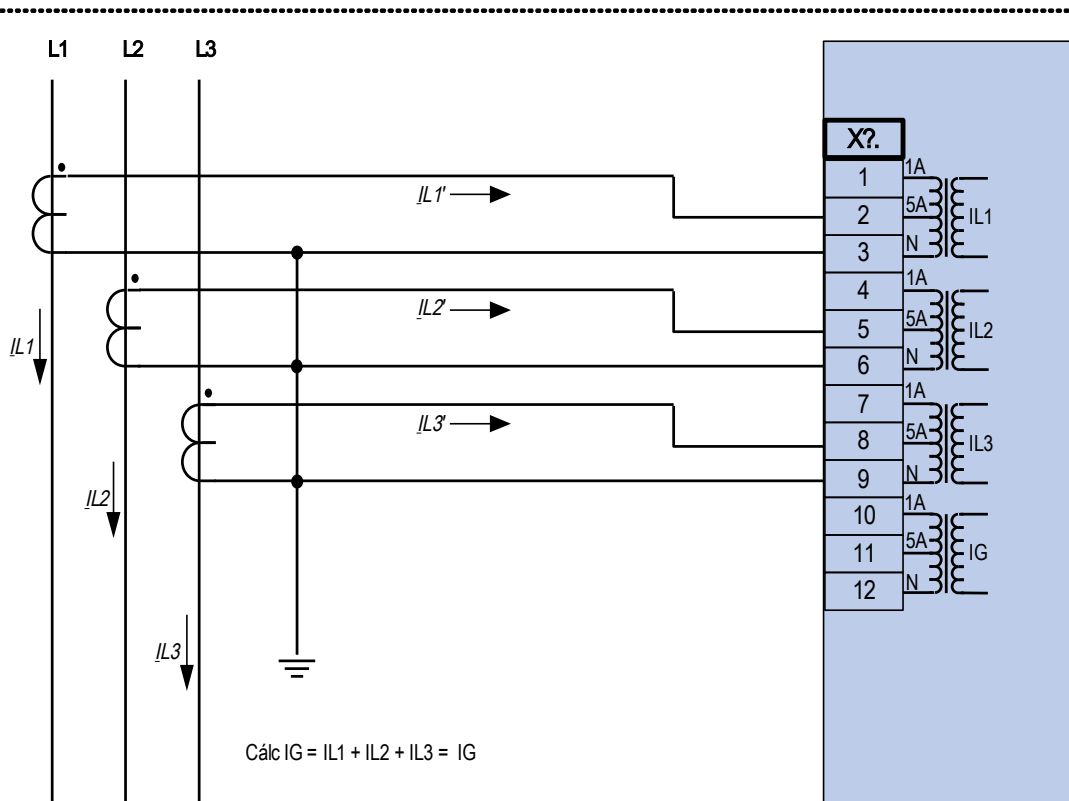 L1 L2 L3
X?.
1 1A
IL1'
2 5A IL1
3 N
4 1A
IL2'
5 5A IL2
IL1
6 N
7 1A
IL3'
8 5A IL3
9 N
IL2
10 1A
11 5A IG
12 N
IL3
Cálc IG = IL1 + IL2 + IL3 = IG